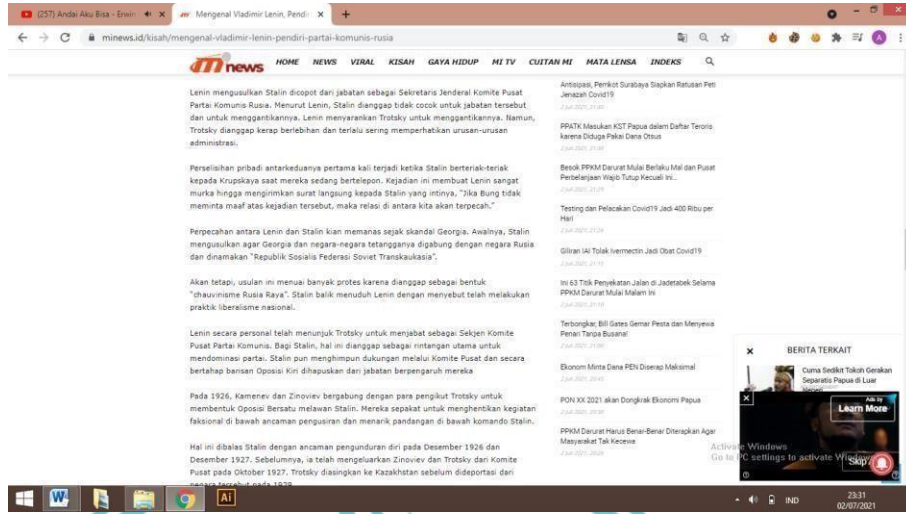 (257) Andai Aku Bisa - Erwin
Mengenal Vladimir Lenin, Pendiri
minews.id/kisah/mengenal-vladimir-lenin-pendiri-partai-komunis-rusia
A
news
HOME NEWS VIRAL KISAH GAYA HIDUP MI TV CUITAN MI MATA LENSA INDEKS
Lenin mengusulkan Stalin dicopot dari jabatan sebagai Sekretaris Jenderal Komite Pusat
Partai Komunis Rusia. Menurut Lenin, Stalin dianggap tidak cocok untuk jabatan tersebut
dan untuk menggantikannya. Lenin menyarankan Trotsky untuk menggantikannya. Namun,
Trotsky dianggap kerap berlebihan dan terlalu sering memperhatikan urusan-urusan
administrasi.
Perselisihan pribadi antarkeduanya pertama kali terjadi ketika Stalin berteriak-teriak
kepada Krupskaya saat mereka sedang bertelepon. Kejadian ini membuat Lenin sangat
murka hingga mengirimkan surat langsung kepada Stalin yang intinya, "Jika Bung tidak
meminta maaf atas kejadian tersebut, maka relasi di antara kita akan terpecah."
Perpecahan antara Lenin dan Stalin kian memanas sejak skandal Georgia. Awalnya, Stalin
mengusulkan agar Georgia dan negara-negara tetangganya digabung dengan negara Rusia
dan dinamakan "Republik Sosialis Federasi Soviet Transkaukasia".
Akan tetapi, usulan ini menuai banyak protes karena dianggap sebagai bentuk
"chauvinisme Rusia Raya". Stalin balik menuduh Lenin dengan menyebut telah melakukan
praktik liberalisme nasional.
Lenin secara personal telah menunjuk Trotsky untuk menjabat sebagai Sekjen Komite
Pusat Partai Komunis. Bagi Stalin, hal ini dianggap sebagai rintangan utama untuk
mendominasi partai. Stalin pun menghimpun dukungan melalui Komite Pusat dan secara
bertahap barisan Oposisi Kiri dihapuskan dari jabatan berpengaruh mereka
Pada 1926, Kamenev dan Zinoviev bergabung dengan para pengikut Trotsky untuk
membentuk Oposisi Bersatu melawan Stalin. Mereka sepakat untuk menghentikan kegiatan
faksional di bawah ancaman pengusiran dan menarik pandangan di bawah komando Stalin.
Hal ini dibalas Stalin dengan ancaman pengunduran diri pada Desember 1926 dan
Desember 1927. Sebelumnya, ia telah mengeluarkan Zinoviev dan Trotsky dari Komite
Pusat pada Oktober 1927. Trotsky diasingkan ke Kazakhstan sebelum dideportasi dari
negara tersebut pada 1929
Antisipasi, Pemkot Surabaya Siapkan Ratusan Peti
Jenazah Covid19
2 Juli 2021, 21:40
PPATK Masukan KST Papua dalam Daftar Teroris
karena Diduga Pakai Dana Otsus
Besok PPKM Darurat Mulai Berlaku Mal dan Pusat
Perbelanjaan Wajib Tutup Kecuali Ini...
Testing dan Pelacakan Covid19 Jadi 400 Ribu per
Hari
Giliran IAI Tolak Ivermectin Jadi Obat Covid19
Ini 63 Titik Penyekatan Jalan di Jadetabek Selama
PPKM Darurat Mulai Malam Ini
Terbongkar, Bill Gates Gemar Pesta dan Menyewa
Penari Tanpa Busana!
Ekonom Minta Dana PEN Diserap Maksimal
PON XX 2021 akan Dongkrak Ekonomi Papua
PPKM Darurat Harus Benar-Benar Diterapkan Agar
Masyarakat Tak Kecewa
BERITA TERKAIT
Cuma Sedikit Tokoh Gerakan
Separatis Papua di Luar
Ads by
Learn More
Skip
Activate Windows
Go to PC settings to activate Windows.
W
Ai
IND
23:31
02/07/2021